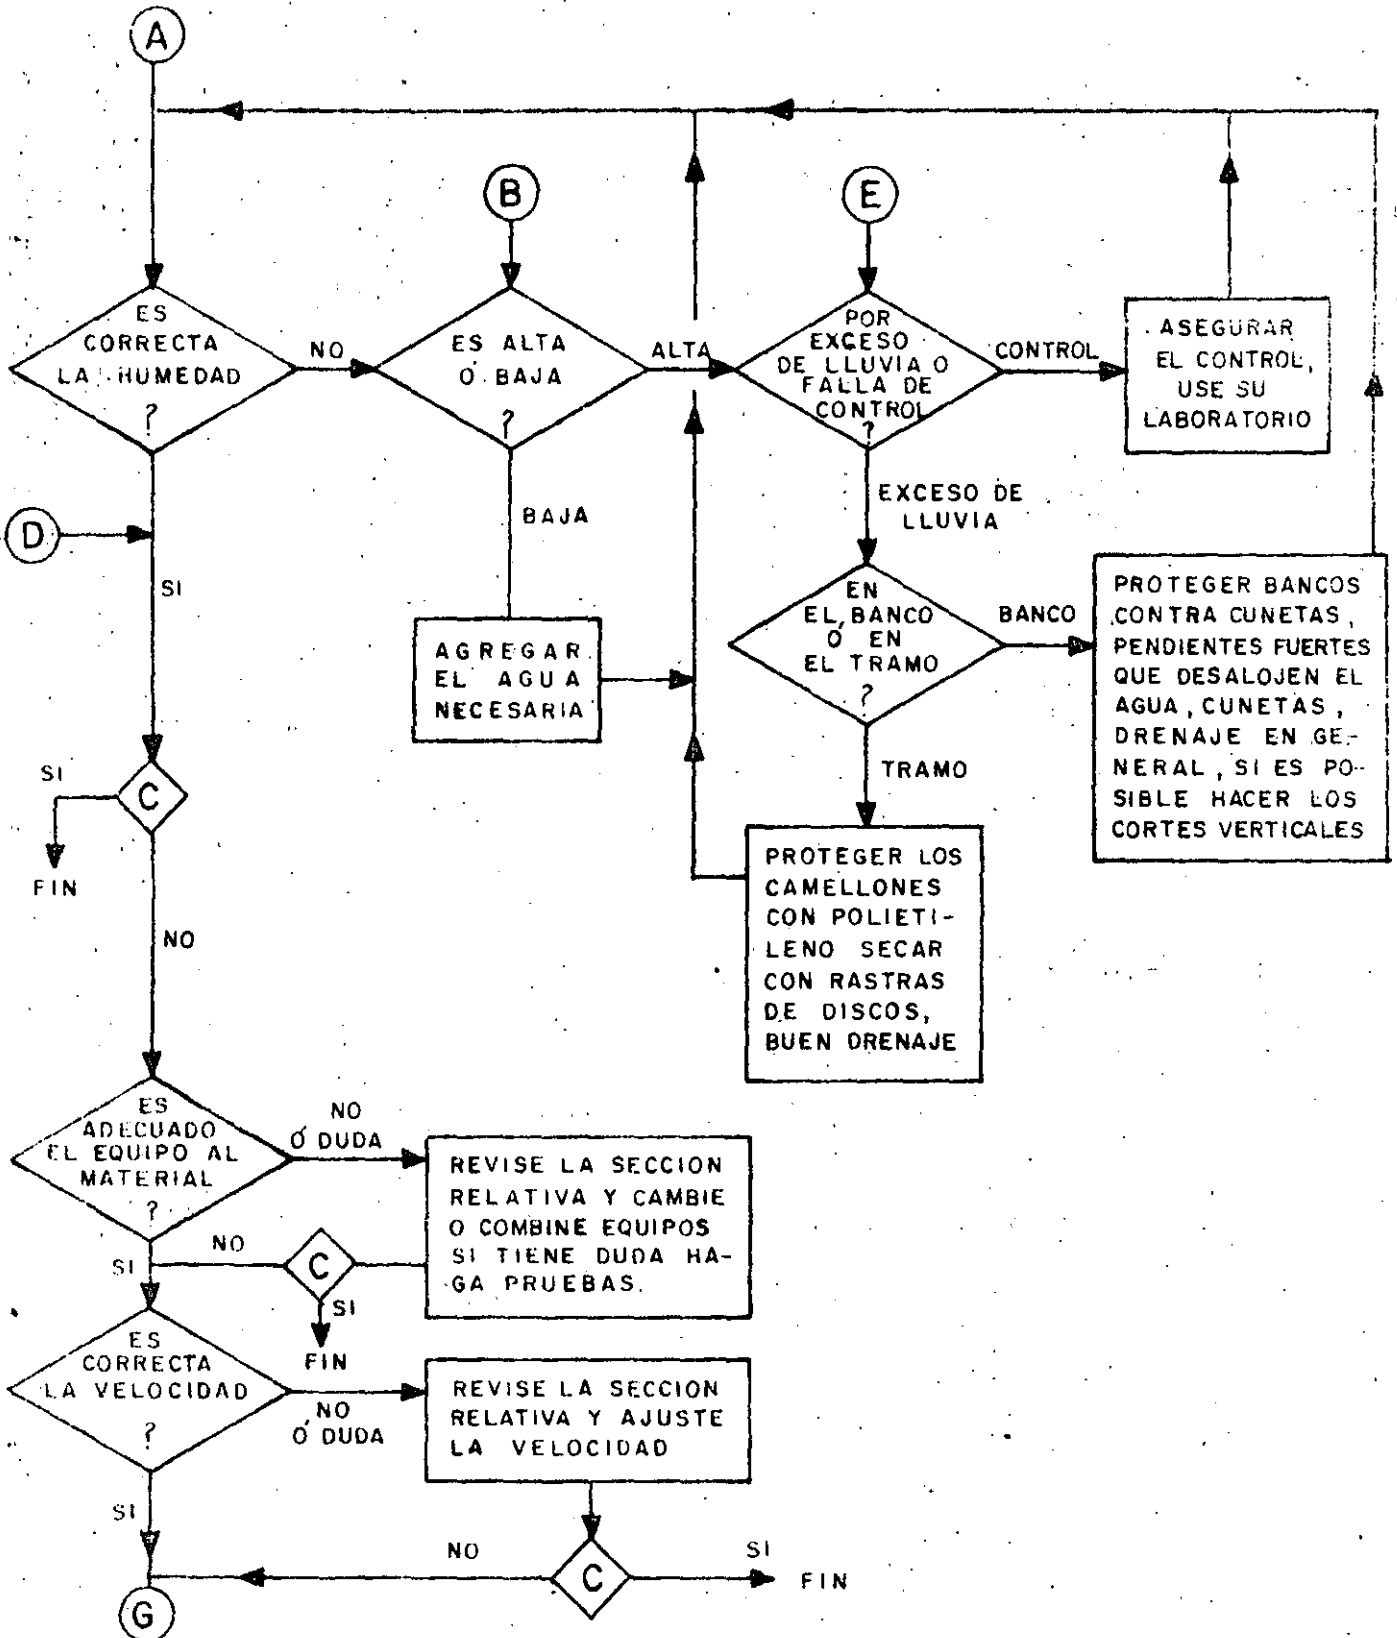 A
B
E
ES
CORRECTA
LA HUMEDAD
?
NO
ES ALTA
Ó BAJA
?
ALTA
POR
EXCESO
DE LLUVIA O
FALLA DE
CONTROL
?
CONTROL
ASEGURAR
EL CONTROL,
USE SU
LABORATORIO
D
SI
BAJA
EXCESO DE
LLUVIA
AGREGAR
EL AGUA
NECESARIA
EN
EL BANCO
Ó EN
EL TRAMO
?
BANCO
PROTEGER BANCOS
CONTRA CUNETAS,
PENDIENTES FUERTES
QUE DESALOJEN EL
AGUA, CUNETAS,
DRENAJE EN GE-
NERAL, SI ES PO-
SIBLE HACER LOS
CORTES VERTICALES
TRAMO
SI
C
FIN
NO
PROTEGER LOS
CAMELLONES
CON POLIETI-
LENO SECAR
CON RASTRAS
DE DISCOS,
BUEN DRENAJE
ES
ADECUADO
EL EQUIPO AL
MATERIAL
?
NO
Ó DUDA
REVISE LA SECCION
RELATIVA Y CAMBIE
O COMBINE EQUIPOS
SI TIENE DUDA HA-
GA PRUEBAS.
SI
NO
C
SI
FIN
ES
CORRECTA
LA VELOCIDAD
?
NO
Ó DUDA
REVISE LA SECCION
RELATIVA Y AJUSTE
LA VELOCIDAD
SI
NO
C
SI
FIN
G